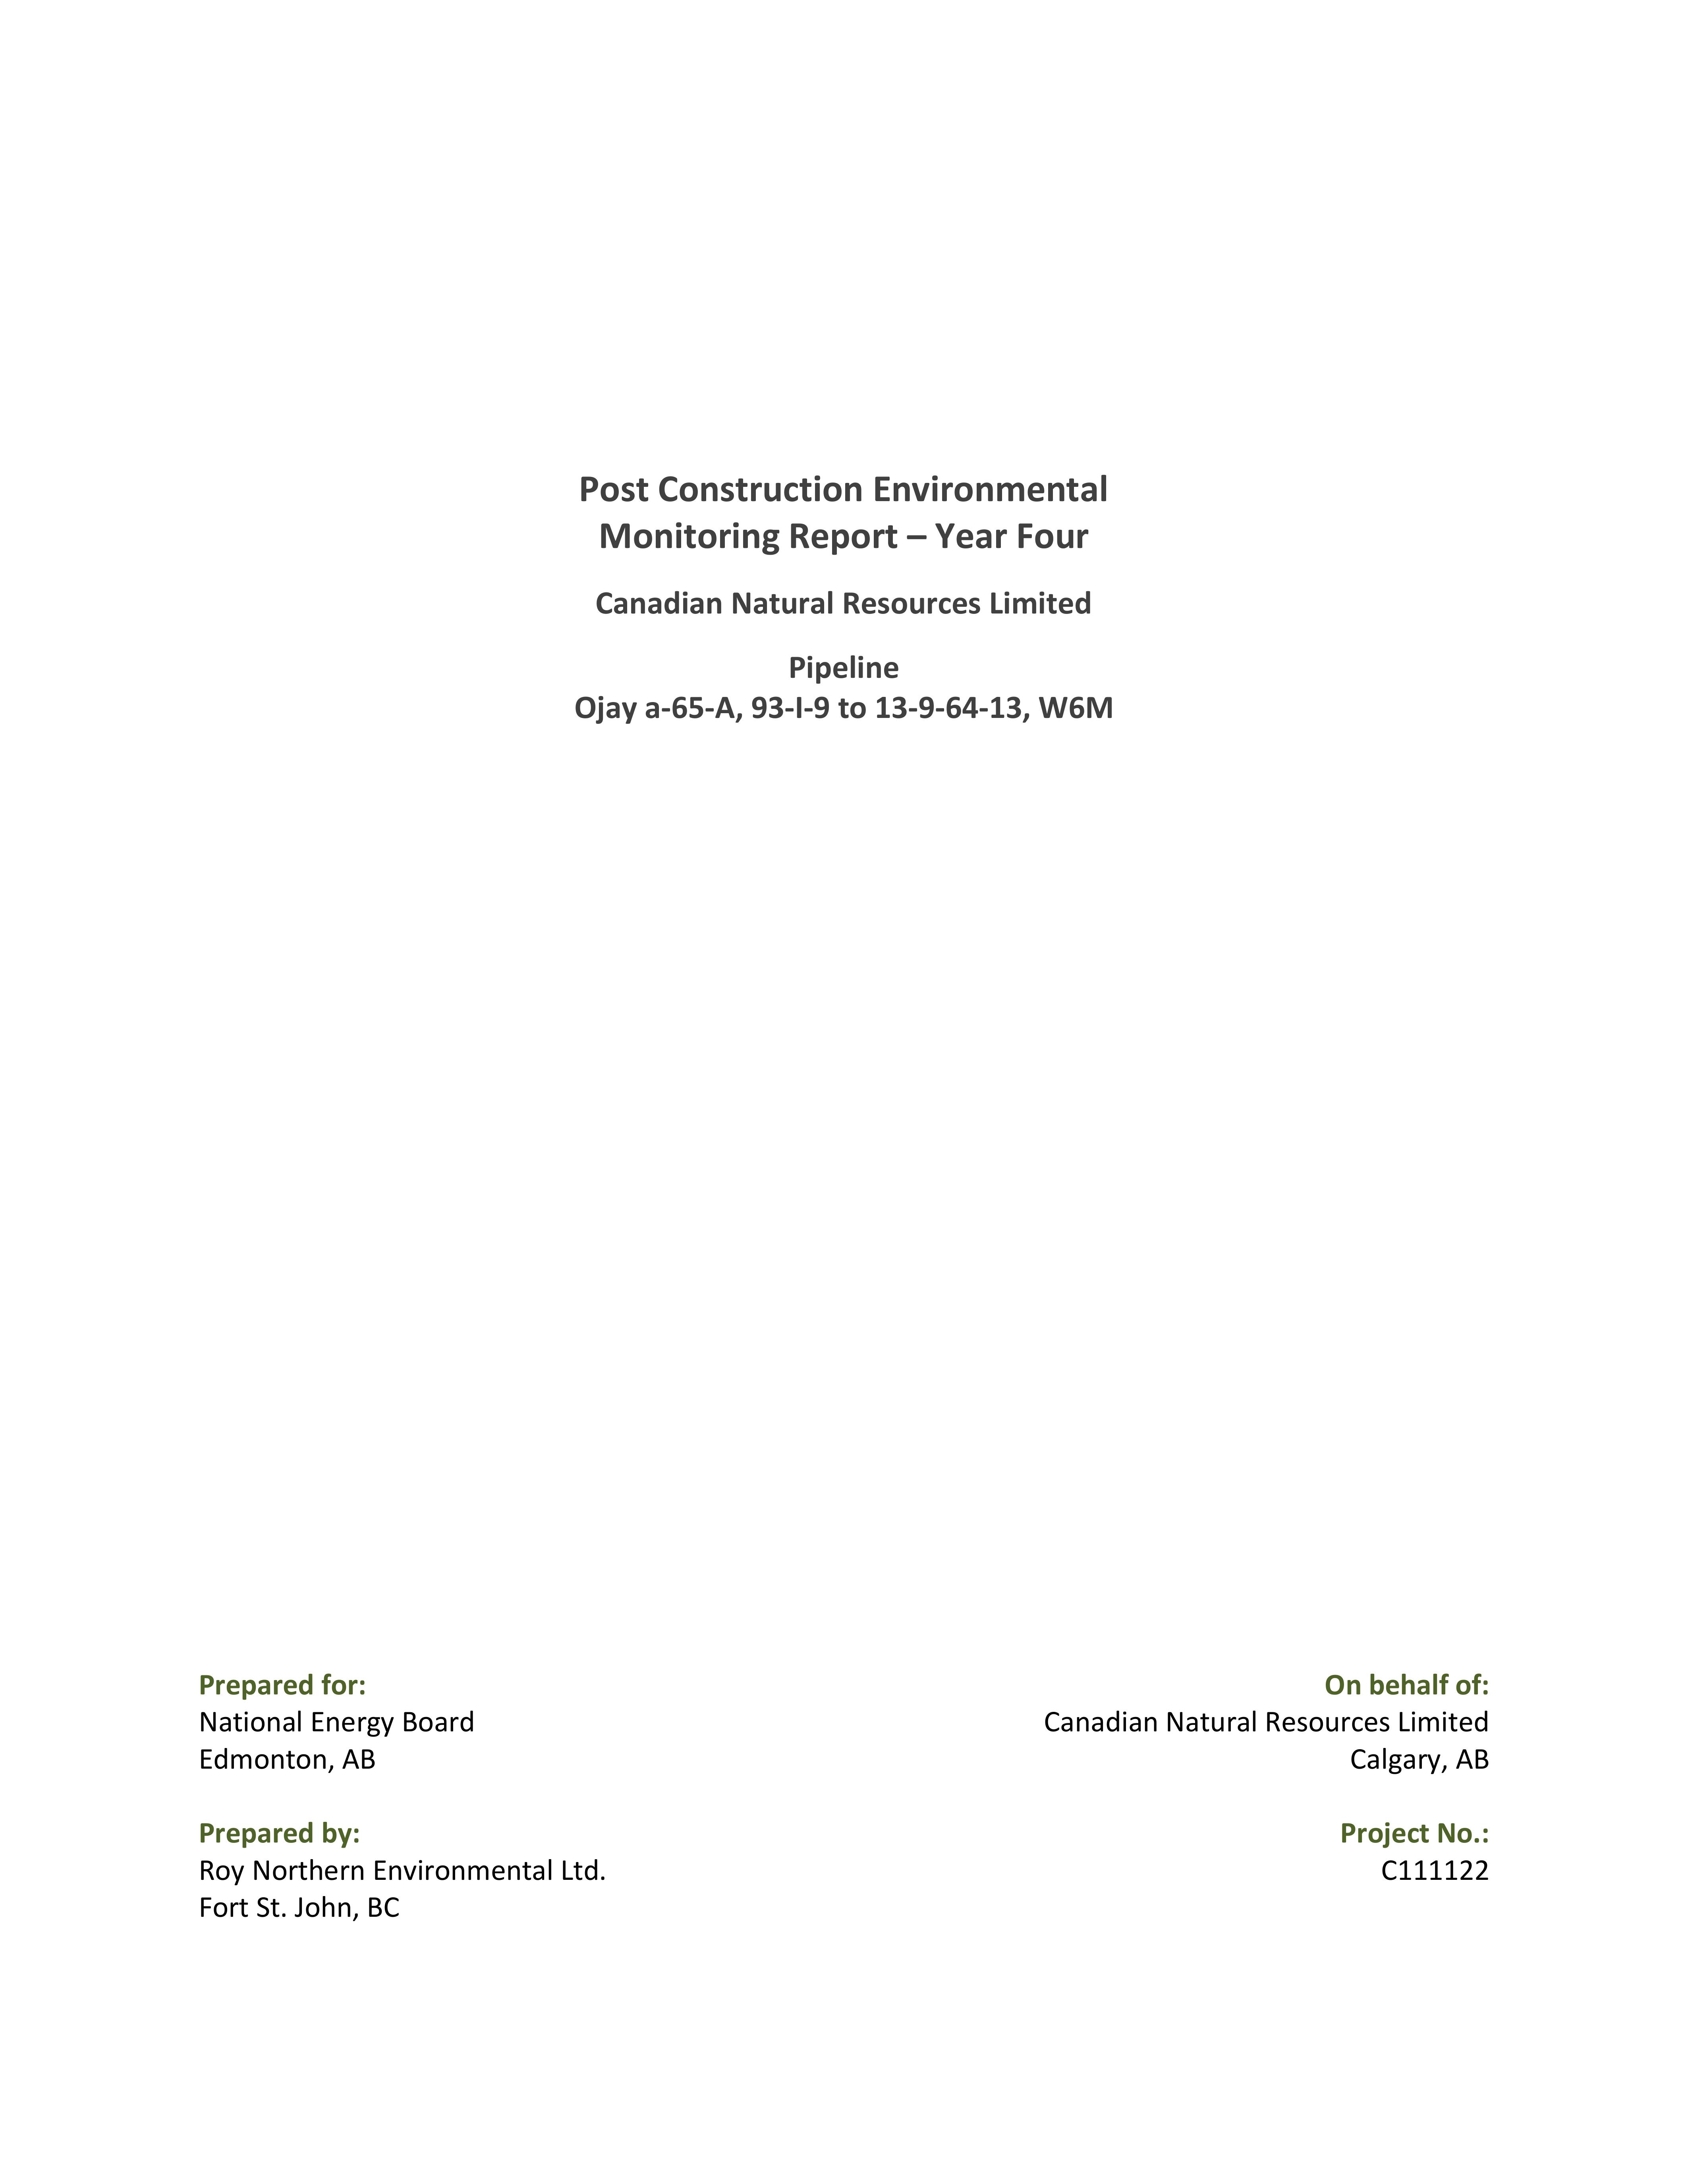 Post Construction Environmental
Monitoring Report – Year Four
Canadian Natural Resources Limited
Pipeline
Ojay a-65-A, 93-I-9 to 13-9-64-13, W6M
Prepared for:
National Energy Board
Edmonton, AB
On behalf of:
Canadian Natural Resources Limited
Calgary, AB
Prepared by:
Roy Northern Environmental Ltd.
Fort St. John, BC
Project No.:
C111122